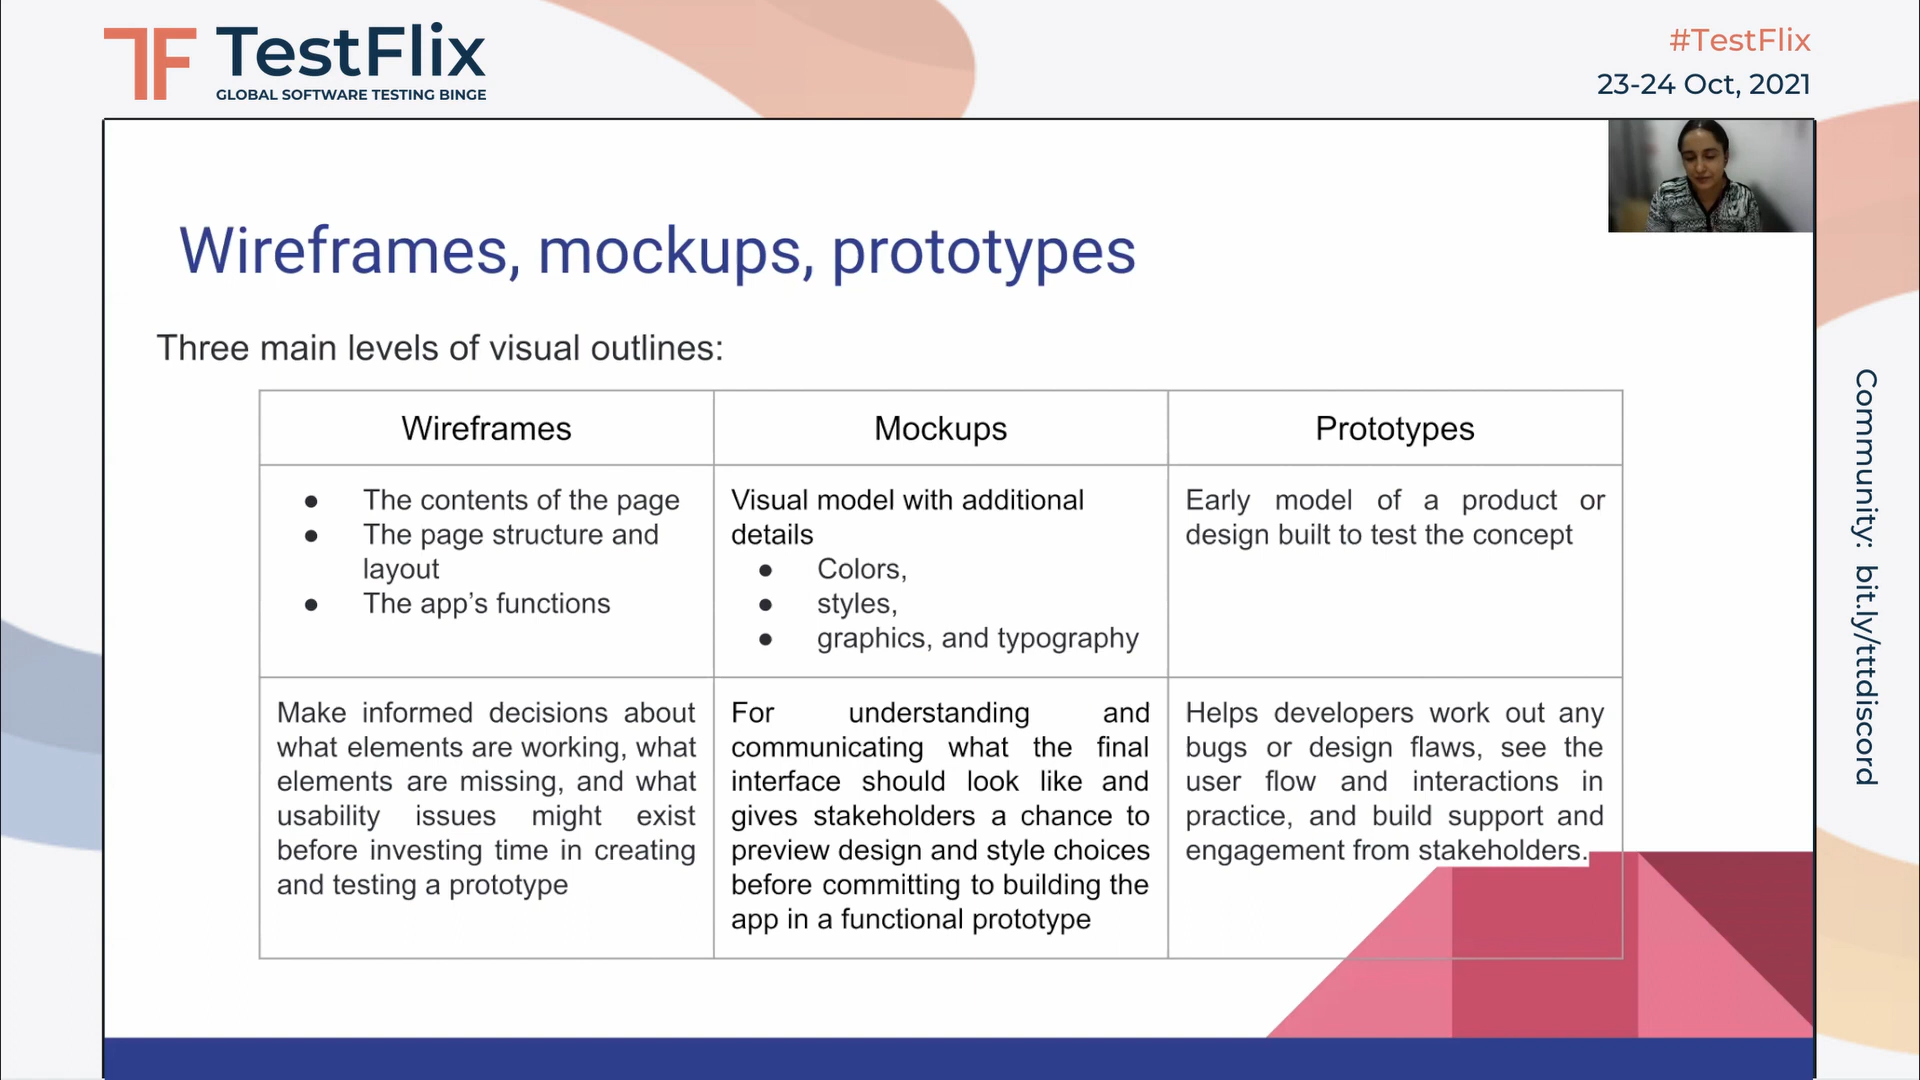 TF TestFlix
GLOBAL SOFTWARE TESTING BINGE
#TestFlix
23-24 Oct, 2021
Wireframes, mockups, prototypes
Three main levels of visual outlines:
Wireframes
Mockups
Prototypes
● The contents of the page
● The page structure and
layout
● The app’s functions
Visual model with additional
details
● Colors,
● styles,
● graphics, and typography
Early model of a product or
design built to test the concept
Make informed decisions about
what elements are working, what
elements are missing, and what
usability issues might exist
before investing time in creating
and testing a prototype
For understanding and
communicating what the final
interface should look like and
gives stakeholders a chance to
preview design and style choices
before committing to building the
app in a functional prototype
Helps developers work out any
bugs or design flaws, see the
user flow and interactions in
practice, and build support and
engagement from stakeholders.
Community: bit.ly/tttdiscord